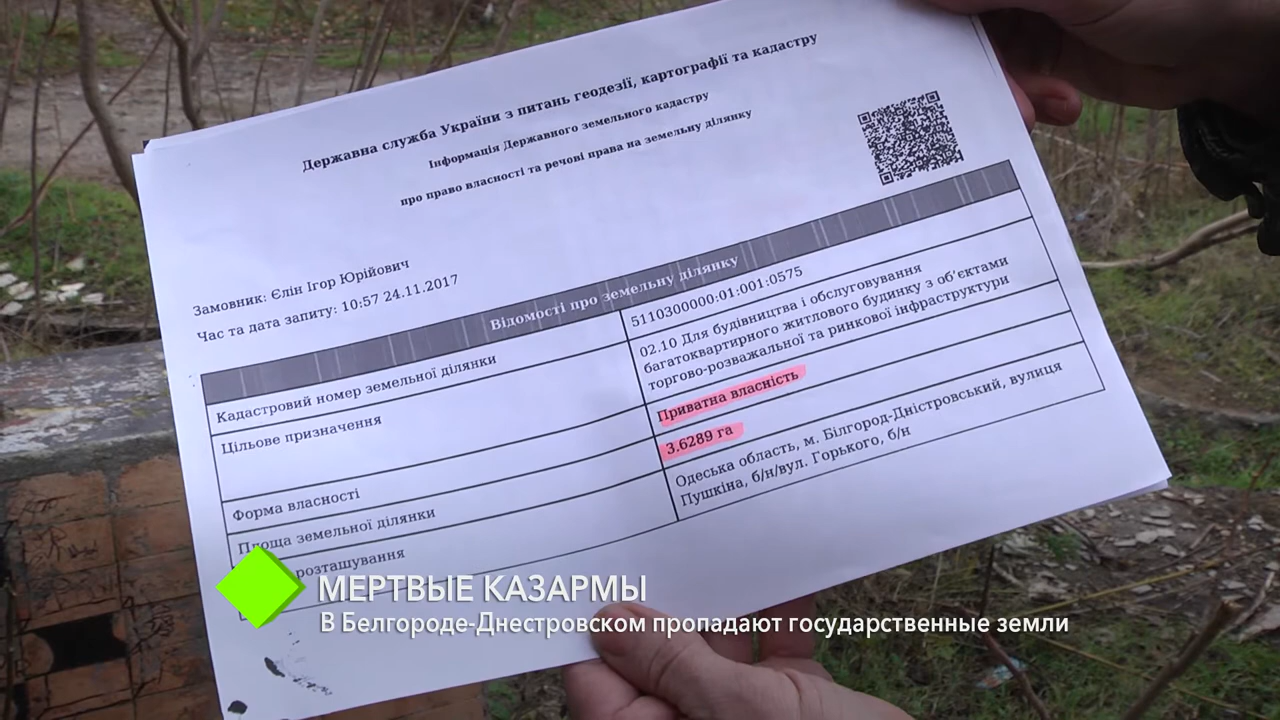 Державна служба України з питань геодезії, картографії та кадастру
Інформація Державного земельного кадастру
про право власності та речові права на земельну ділянку
Замовник: Єлін Ігор Юрійович
Час та дата запиту: 10:57 24.11.2017
Відомості про земельну ділянку
Кадастровий номер земельної ділянки
5110300000:01:001:0575
Цільове призначення
02.10 Для будівництва і обслуговування
багатоквартирного житлового будинку з об'єктами
торгово-розважальної та ринкової інфраструктури
Форма власності
Приватна власність
Площа земельної ділянки
3.6289 га
розташування
Одеська область, м. Білгород-Дністровський, вулиця
Пушкіна, б/н/вул. Горького, б/н
МЕРТВЫЕ КАЗАРМЫ
В Белгороде-Днестровском пропадают государственные земли